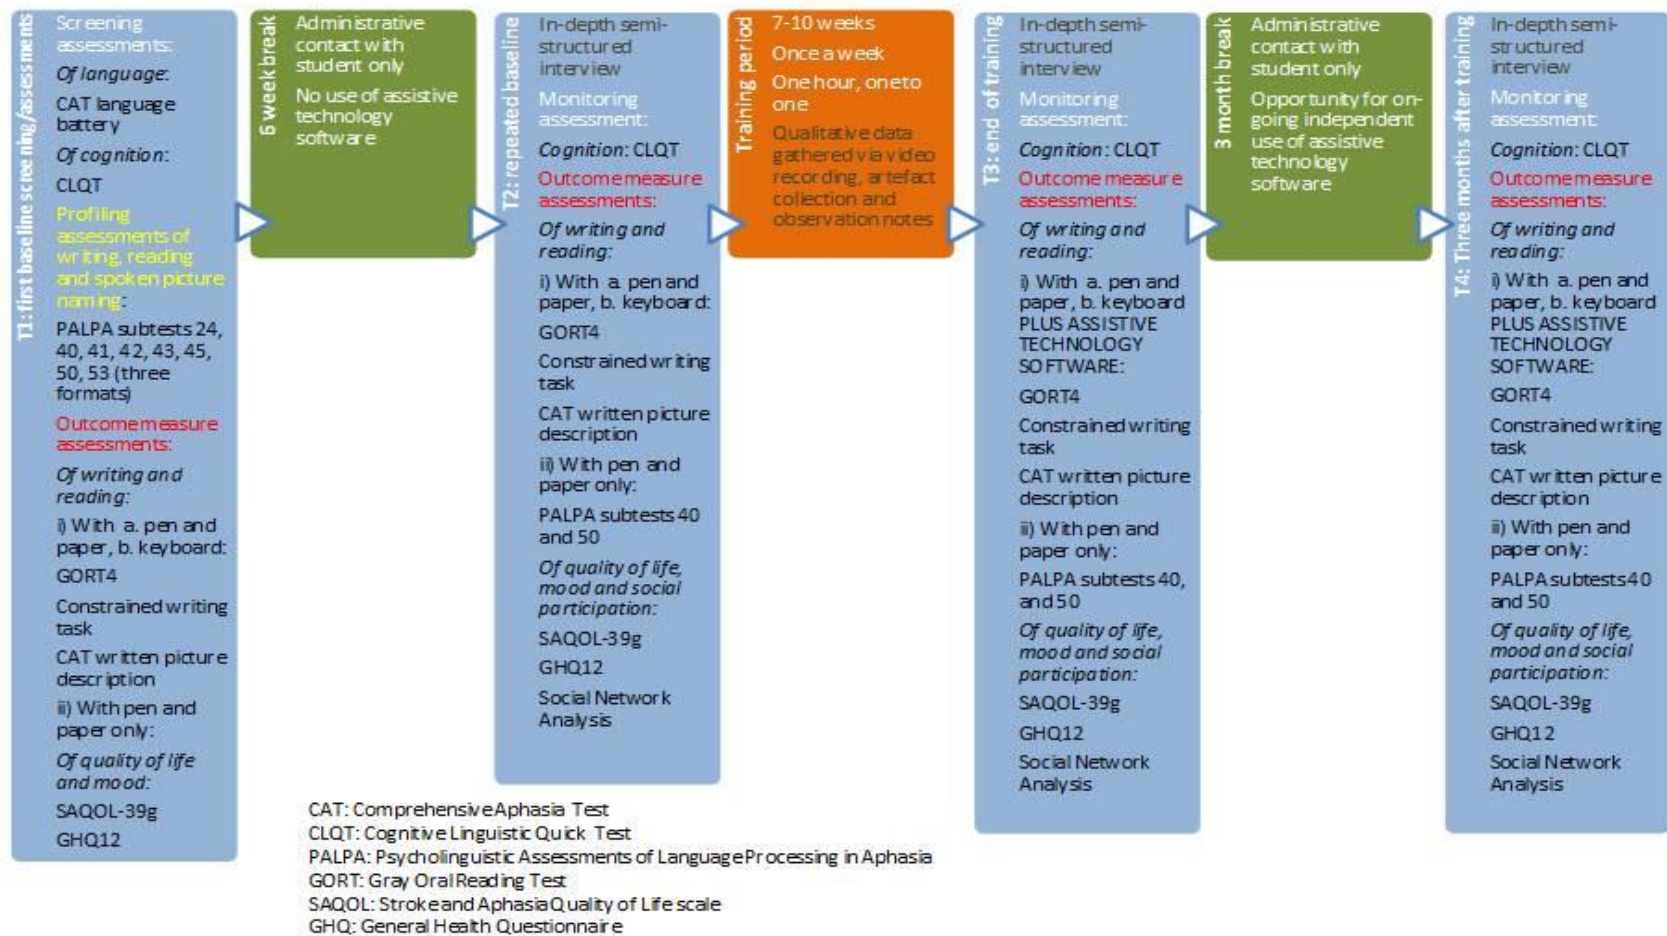 T1: first baseline screening/assessments
Screening
assessments:
Of language:
CAT language
battery
Of cognition:
CLQT
Profiling
assessments of
writing, reading
and spoken picture
naming:
PALPA subtests 24,
40, 41, 42, 43, 45,
50, 53 (three
formats)
Outcome measure
assessments:
Of writing and
reading:
i) With a. pen and
paper, b. keyboard:
GORT4
Constrained writing
task
CAT written picture
description
ii) With pen and
paper only:
Of quality of life
and mood:
SAQOL-39g
GHQ12
6 week break
Administrative
contact with
student only
No use of assistive
technology
software
T2: repeated baseline
In-depth semi-
structured
interview
Monitoring
assessment:
Cognition: CLQT
Outcome measure
assessments:
Of writing and
reading:
i) With a. pen and
paper, b. keyboard:
GORT4
Constrained writing
task
CAT written picture
description
ii) With pen and
paper only:
PALPA subtests 40
and 50
Of quality of life,
mood and social
participation:
SAQOL-39g
GHQ12
Social Network
Analysis
Training period
7-10 weeks
Once a week
One hour, one to
one
Qualitative data
gathered via video
recording, artefact
collection and
observation notes
T3: end of training
In-depth semi-
structured
interview
Monitoring
assessment:
Cognition: CLQT
Outcome measure
assessments:
Of writing and
reading:
i) With a. pen and
paper, b. keyboard
PLUS ASSISTIVE
TECHNOLOGY
SOFTWARE:
GORT4
Constrained writing
task
CAT written picture
description
ii) With pen and
paper only:
PALPA subtests 40,
and 50
Of quality of life,
mood and social
participation:
SAQOL-39g
GHQ12
Social Network
Analysis
3 month break
Administrative
contact with
student only
Opportunity for on-
going independent
use of assistive
technology
software
T4: Three months after training
In-depth semi-
structured
interview
Monitoring
assessment:
Cognition: CLQT
Outcome measure
assessments:
Of writing and
reading:
i) With a. pen and
paper, b. keyboard
PLUS ASSISTIVE
TECHNOLOGY
SOFTWARE:
GORT4
Constrained writing
task
CAT written picture
description
ii) With pen and
paper only:
PALPA subtests 40
and 50
Of quality of life,
mood and social
participation:
SAQOL-39g
GHQ12
Social Network
Analysis
CAT: Comprehensive Aphasia Test
CLQT: Cognitive Linguistic Quick Test
PALPA: Psycholinguistic Assessments of Language Processing in Aphasia
GORT: Gray Oral Reading Test
SAQOL: Stroke and Aphasia Quality of Life scale
GHQ: General Health Questionnaire